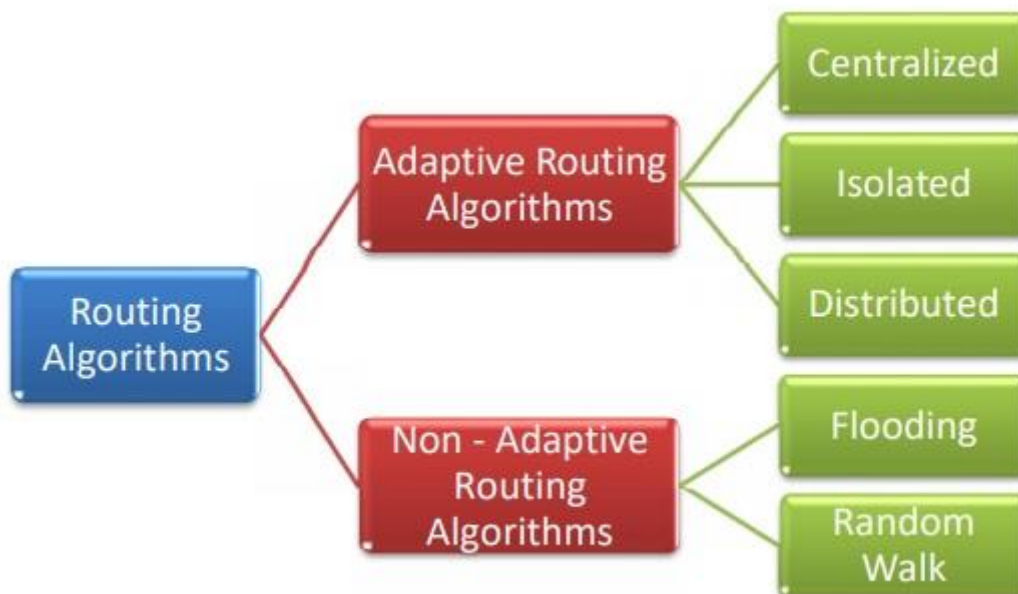 Routing
Algorithms
Adaptive Routing
Algorithms
Non - Adaptive
Routing
Algorithms
Centralized
Isolated
Distributed
Flooding
Random
Walk